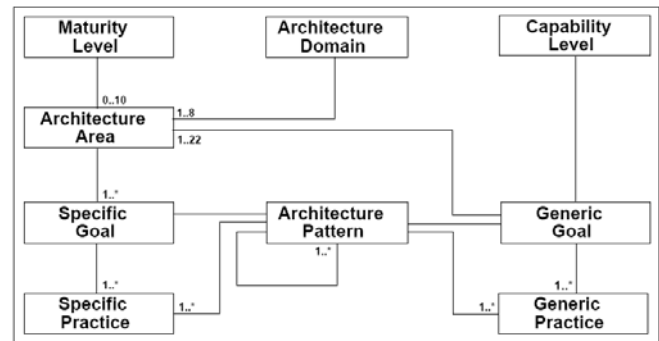 Maturity
Level
Architecture
Domain
Capability
Level
0..10
1..8
Architecture
Area
1..22
1..*
Specific
Goal
Architecture
Pattern
Generic
Goal
1..*
1..*
1..*
Specific
Practice
1..*
1..*
Generic
Practice